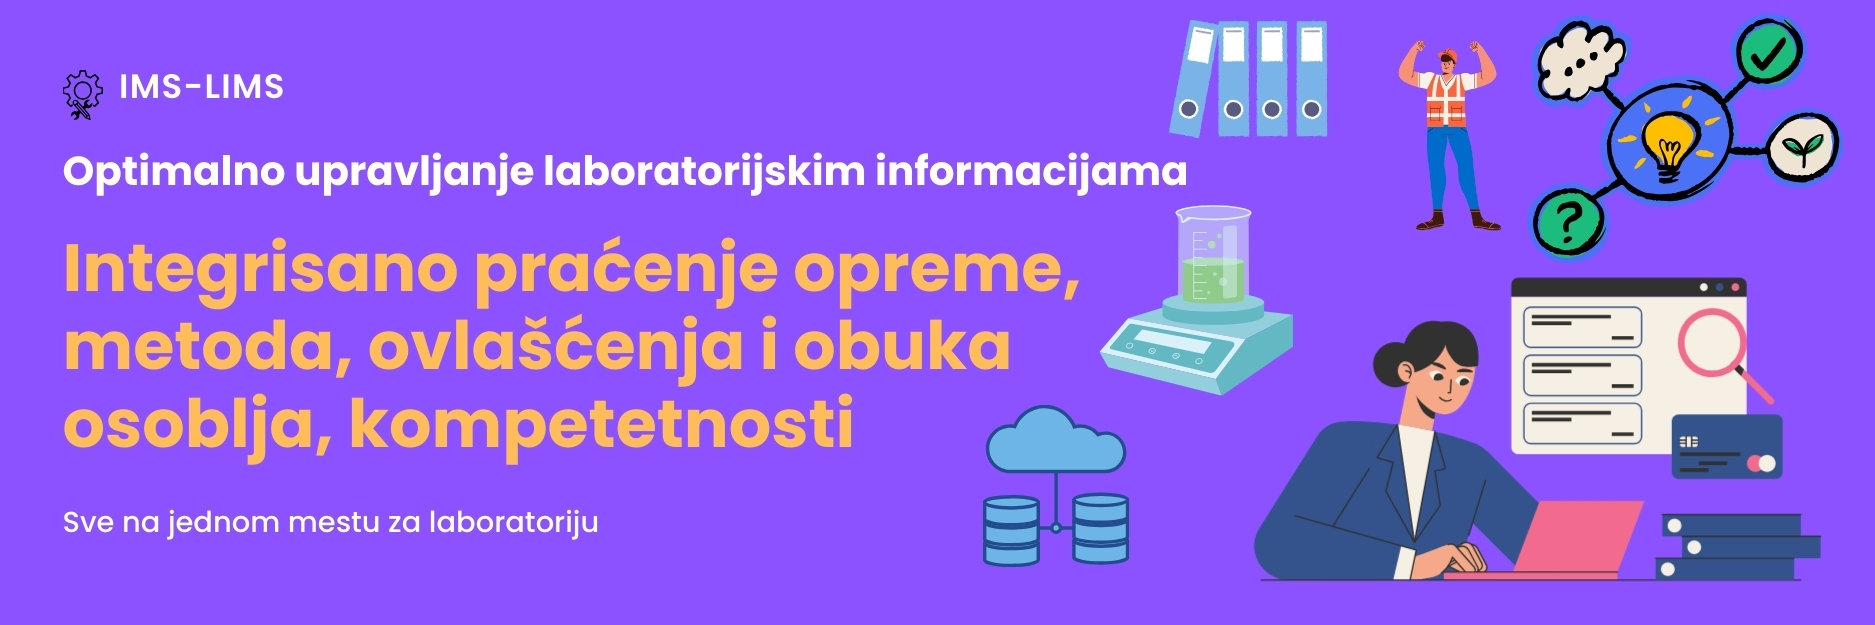 IMS-LIMS
Optimalno upravljanje laboratorijskim informacijama
Integrisano praćenje opreme,
metoda, ovlašćenja i obuka
osoblja, kompetetnosti
Sve na jednom mestu za laboratoriju